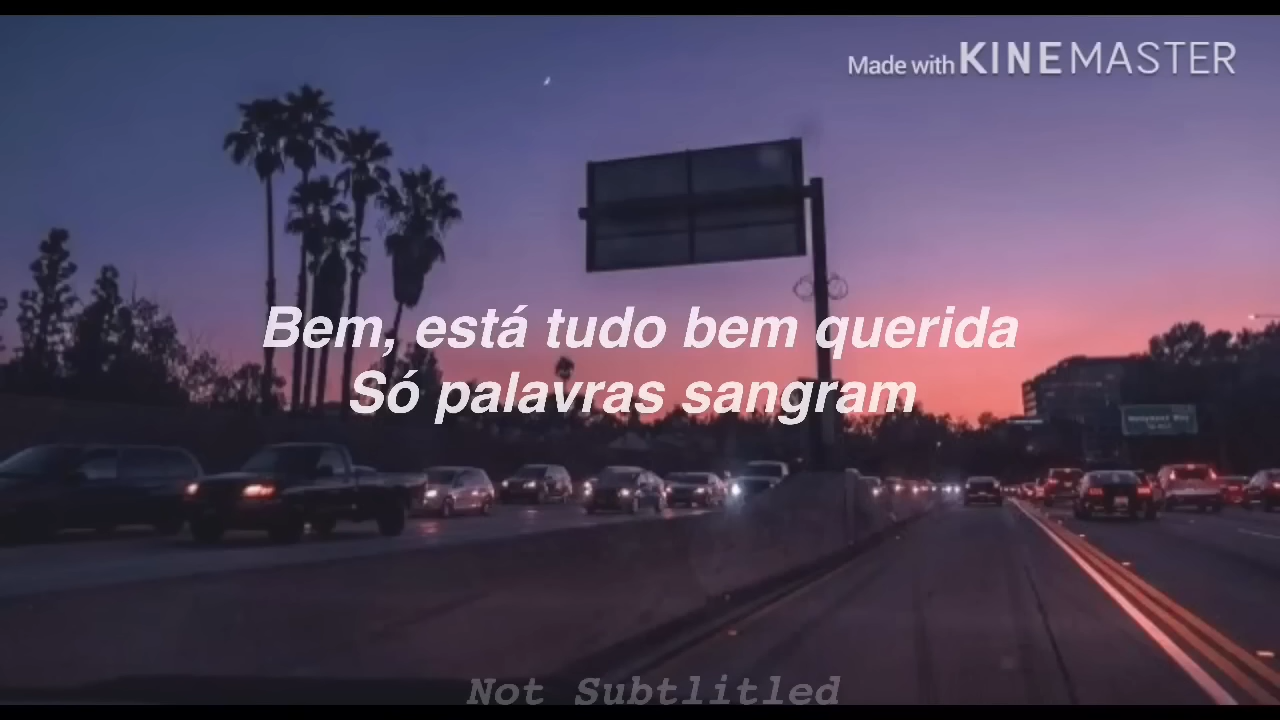 Made with KINEMASTER
Bem, está tudo bem querida
Só palavras sangram
Not Subtlitled